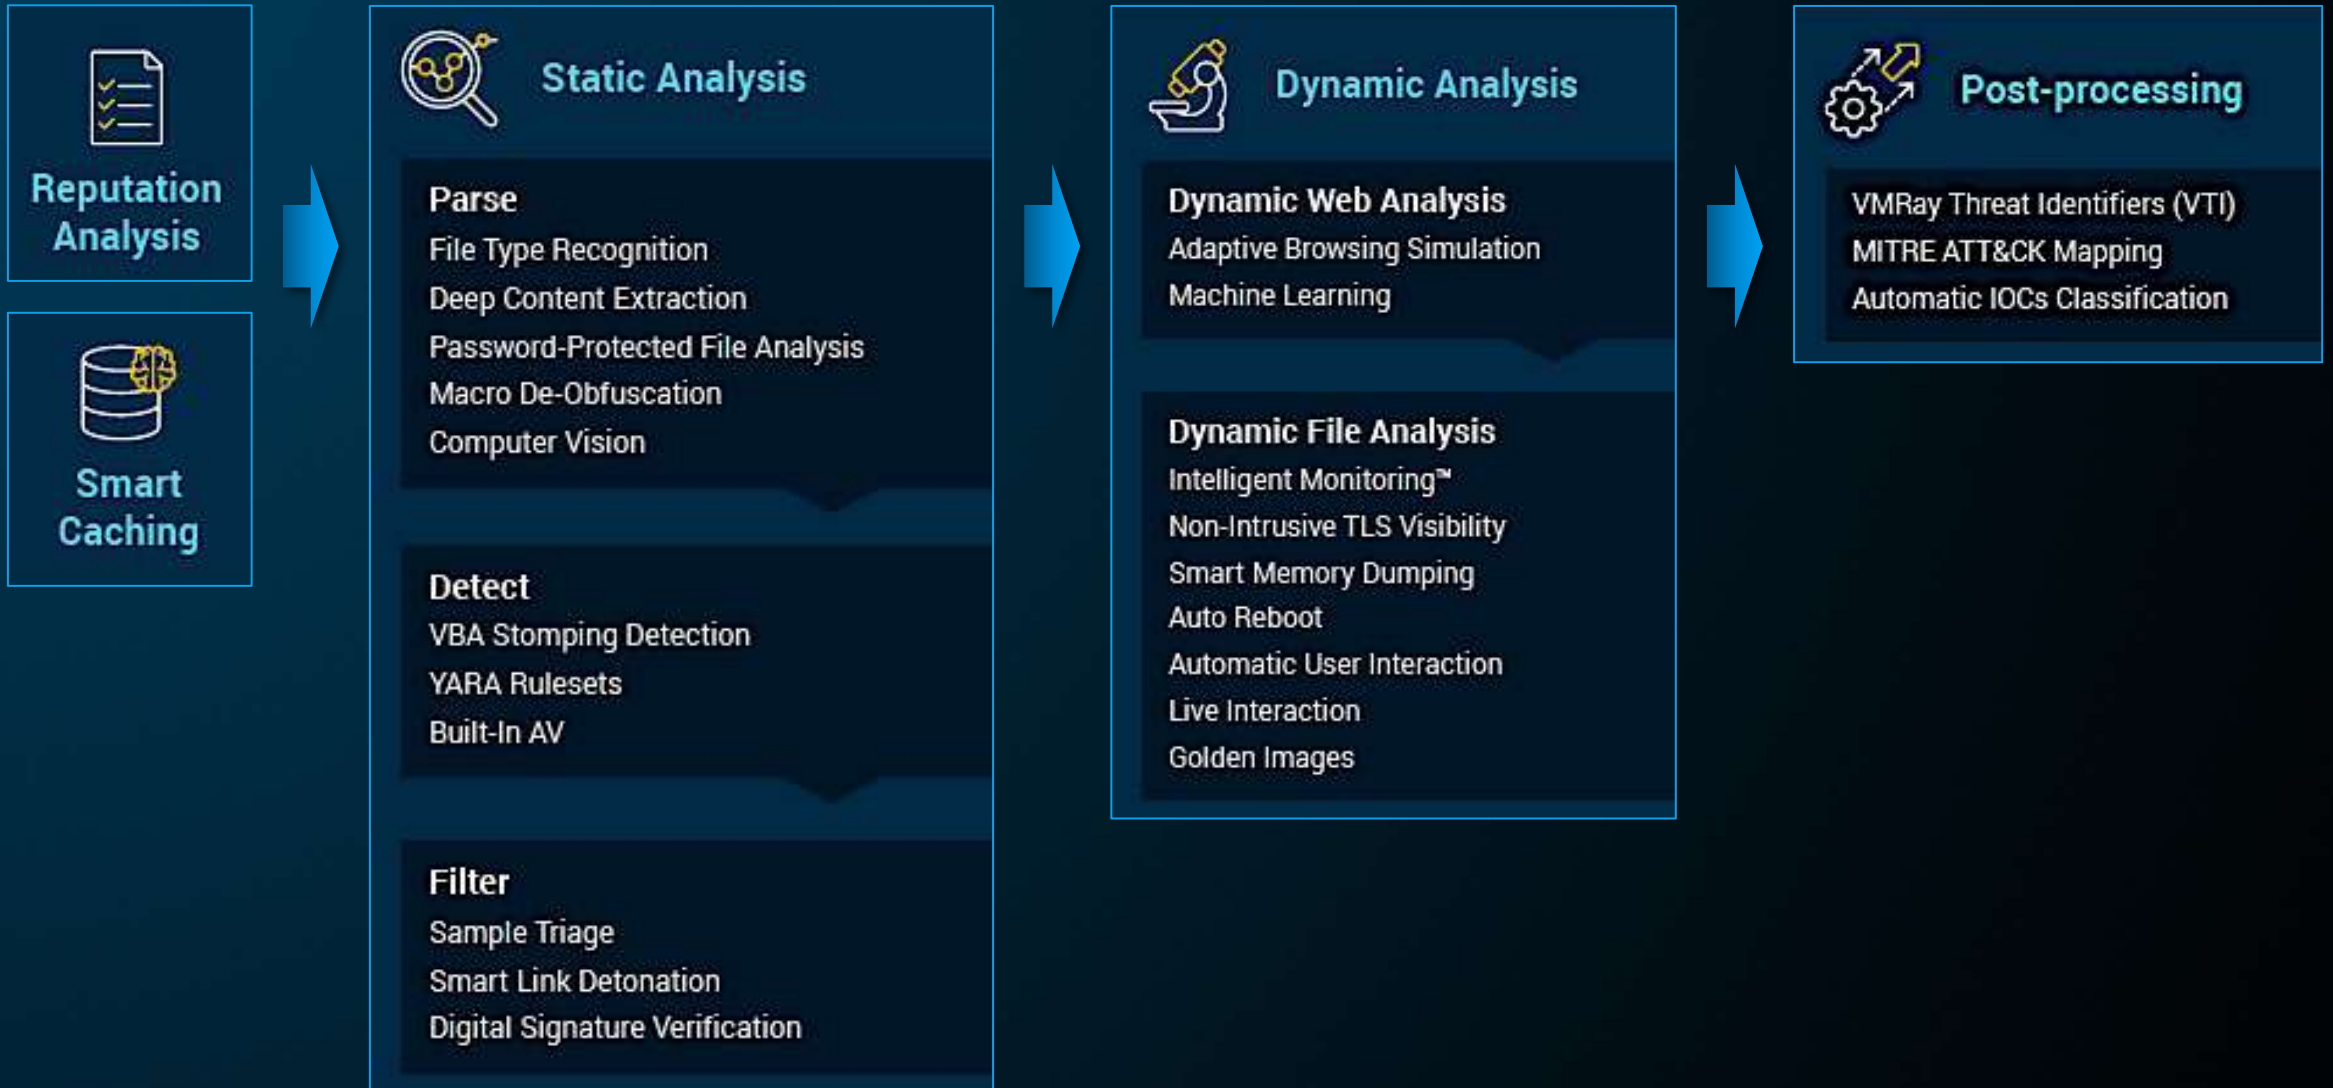 Reputation
Analysis
Smart
Caching
Static Analysis
Parse
File Type Recognition
Deep Content Extraction
Password-Protected File Analysis
Macro De-Obfuscation
Computer Vision
Detect
VBA Stomping Detection
YARA Rulesets
Built-In AV
Filter
Sample Triage
Smart Link Detonation
Digital Signature Verification
Dynamic Analysis
Dynamic Web Analysis
Adaptive Browsing Simulation
Machine Learning
Dynamic File Analysis
Intelligent Monitoring™
Non-Intrusive TLS Visibility
Smart Memory Dumping
Auto Reboot
Automatic User Interaction
Live Interaction
Golden Images
Post-processing
VMRay Threat Identifiers (VTI)
MITRE ATT&CK Mapping
Automatic IOCs Classification